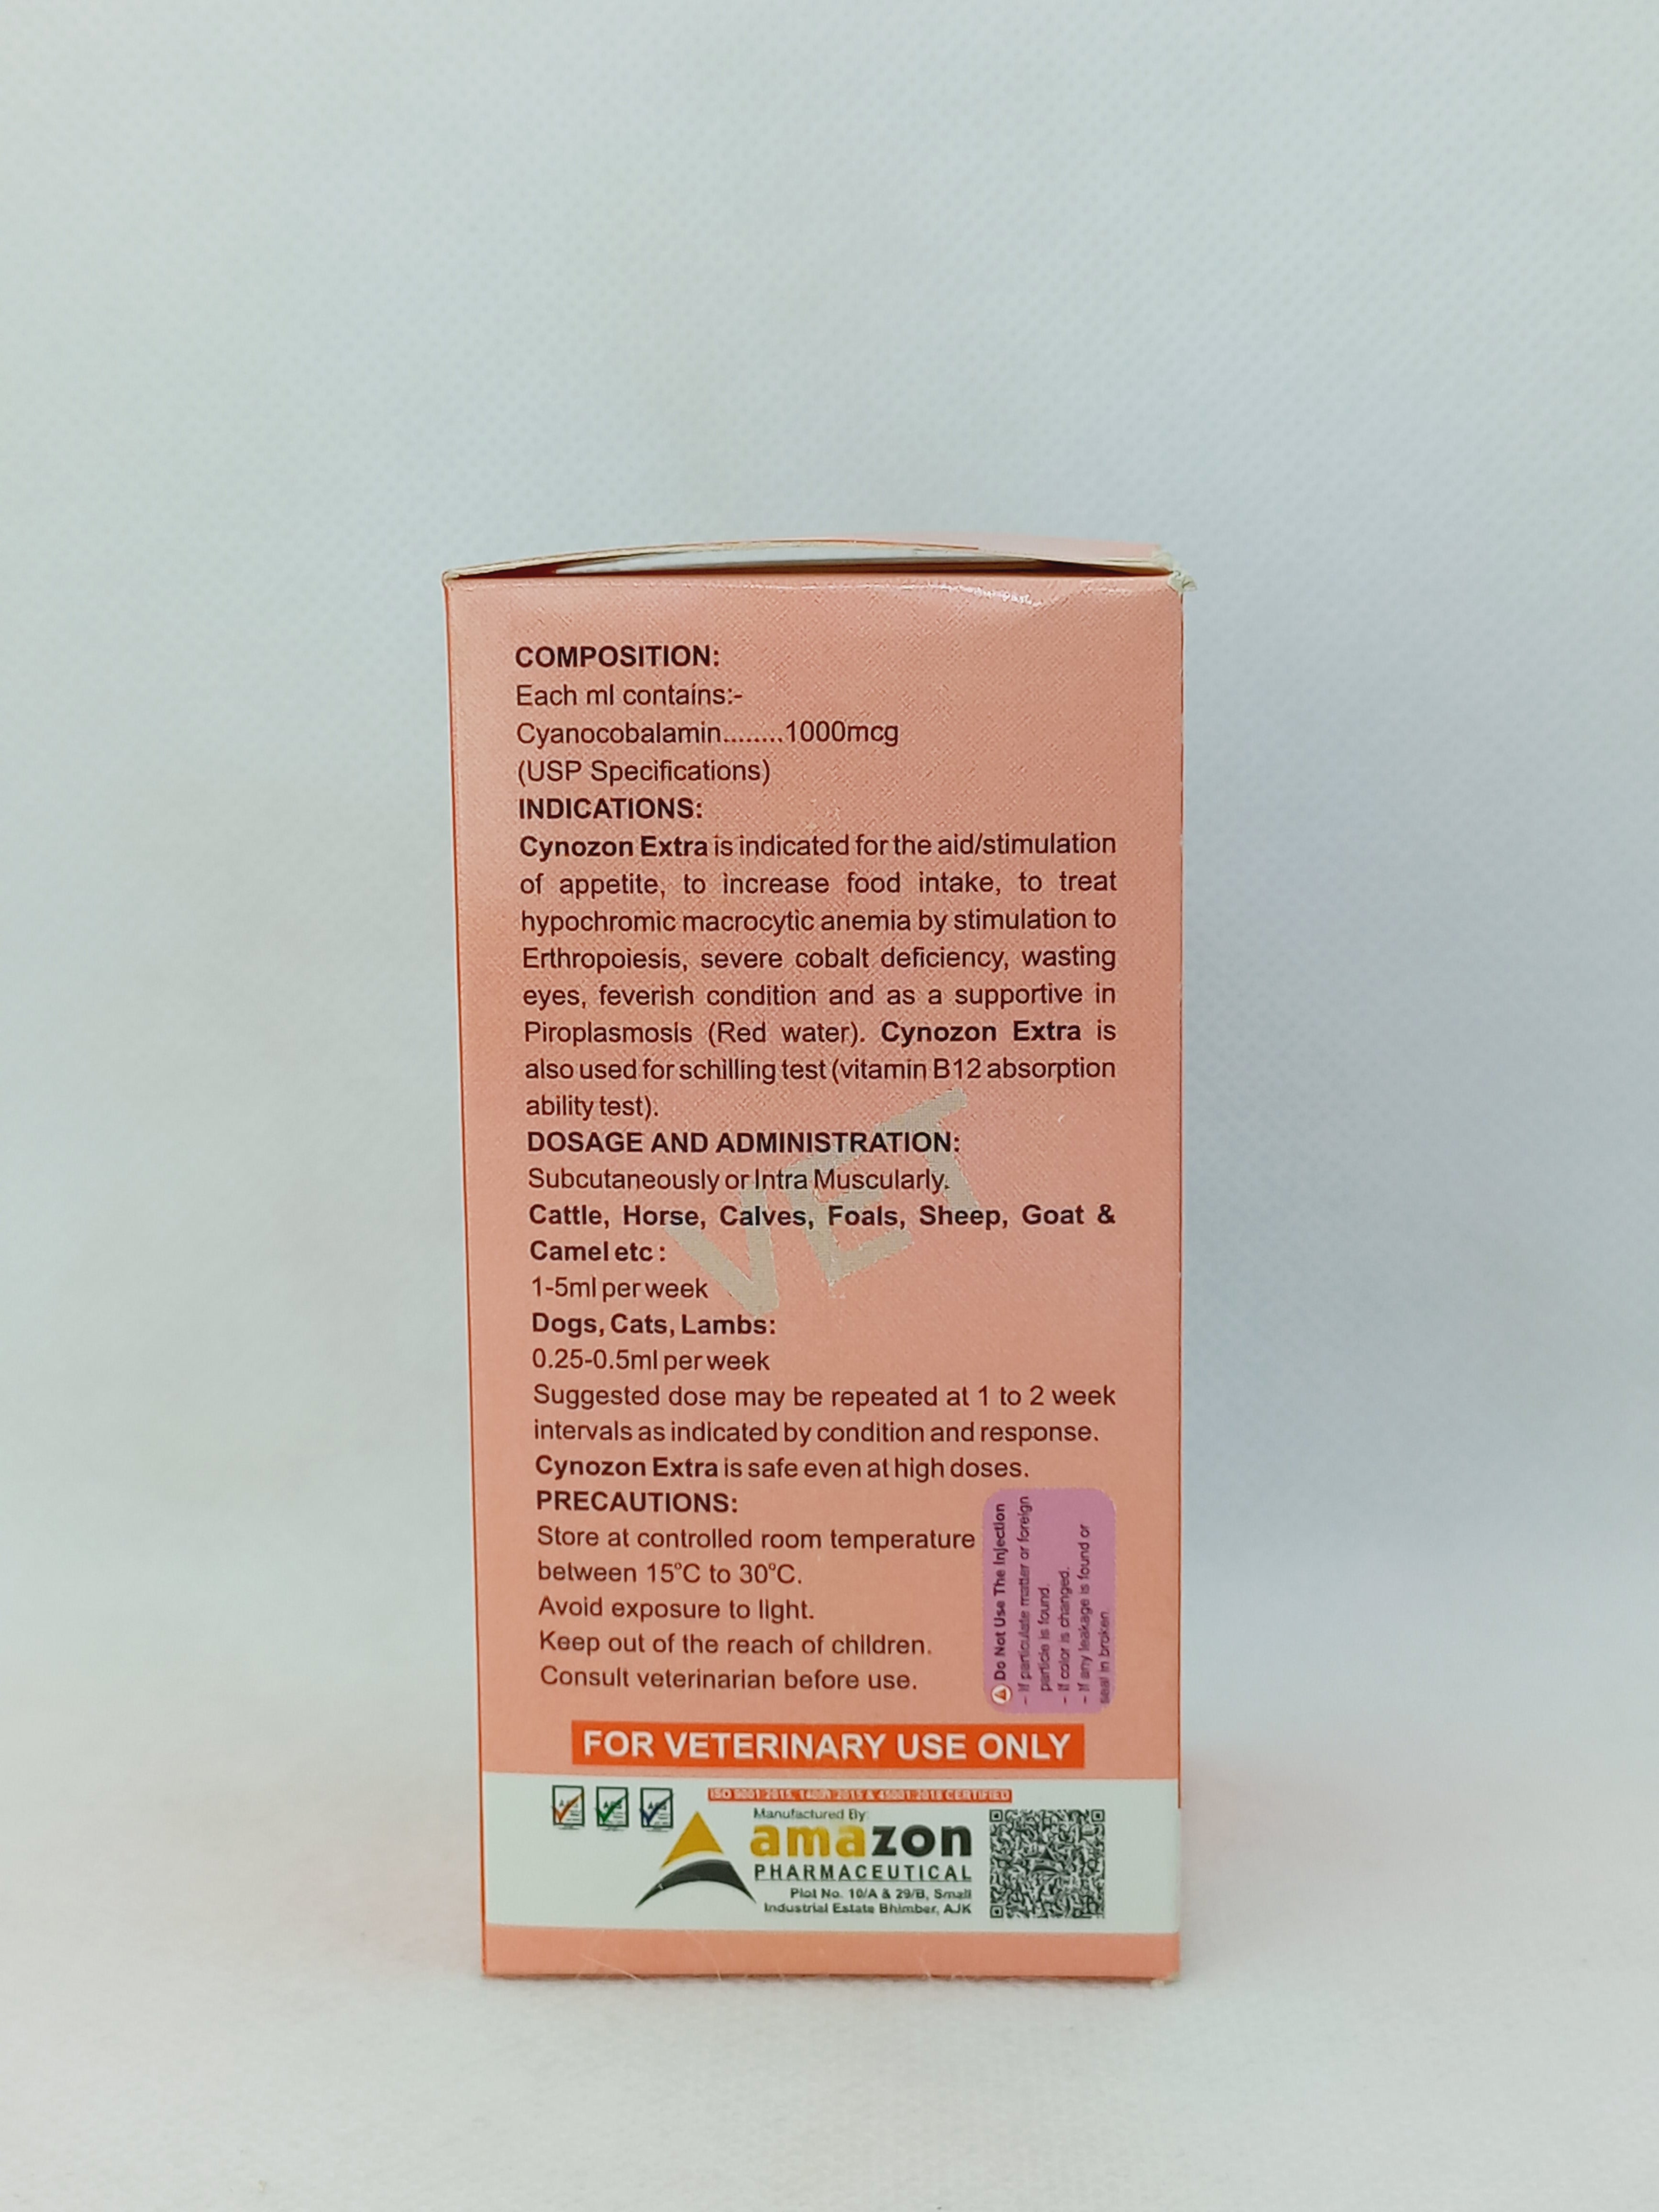 COMPOSITION:
Each ml contains:-
Cyanocobalamin........1000mcg
(USP Specifications)
INDICATIONS:
Cynozon Extra is indicated for the aid/stimulation
of appetite, to increase food intake, to treat
hypochromic macrocytic anemia by stimulation to
Erthropoiesis, severe cobalt deficiency, wasting
eyes, feverish condition and as a supportive in
Piroplasmosis (Red water). Cynozon Extra is
also used for schilling test (vitamin B12 absorption
ability test).
VET
DOSAGE AND ADMINISTRATION:
Subcutaneously or Intra Muscularly.
Cattle, Horse, Calves, Foals, Sheep, Goat &
Camel etc :
1-5ml per week
Dogs, Cats, Lambs:
0.25-0.5ml per week
Suggested dose may be repeated at 1 to 2 week
intervals as indicated by condition and response.
Cynozon Extra is safe even at high doses.
PRECAUTIONS:
Store at controlled room temperature
between 15°C to 30°C.
Avoid exposure to light.
Keep out of the reach of children.
Consult veterinarian before use.
Do Not Use The Injection
- If particulate matter or foreign
particle is found.
- If color is changed.
- If any leakage is found or
seal in broken.
FOR VETERINARY USE ONLY
ISO 9001:2015, 14001:2015 & 45001:2018 CERTIFIED
Manufactured By:
amazon
PHARMACEUTICAL
Plot No. 10/A & 29/B, Small
Industrial Estate Bhimber, AJK